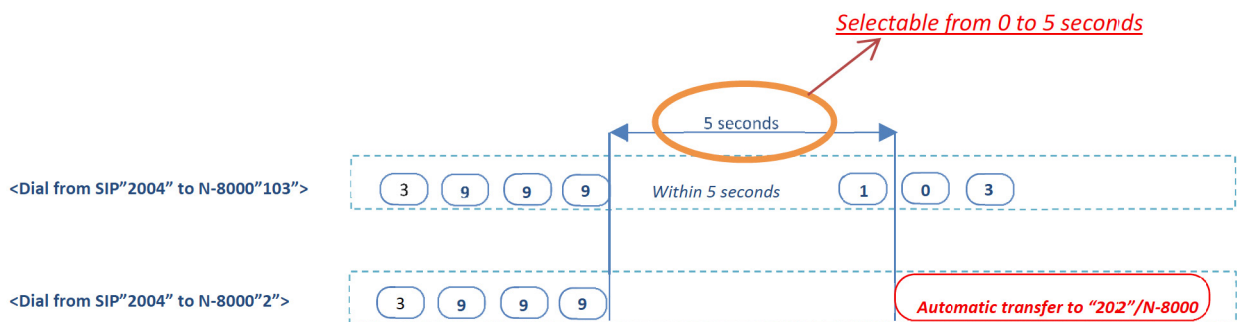 Selectable from 0 to 5 seconds
5 seconds
<Dial from SIP"2004" to N-8000"103">
3 9 9 9 Within 5 seconds 1 0 3
<Dial from SIP"2004" to N-8000"2">
3 9 9 9 Automatic transfer to "202"/N-8000